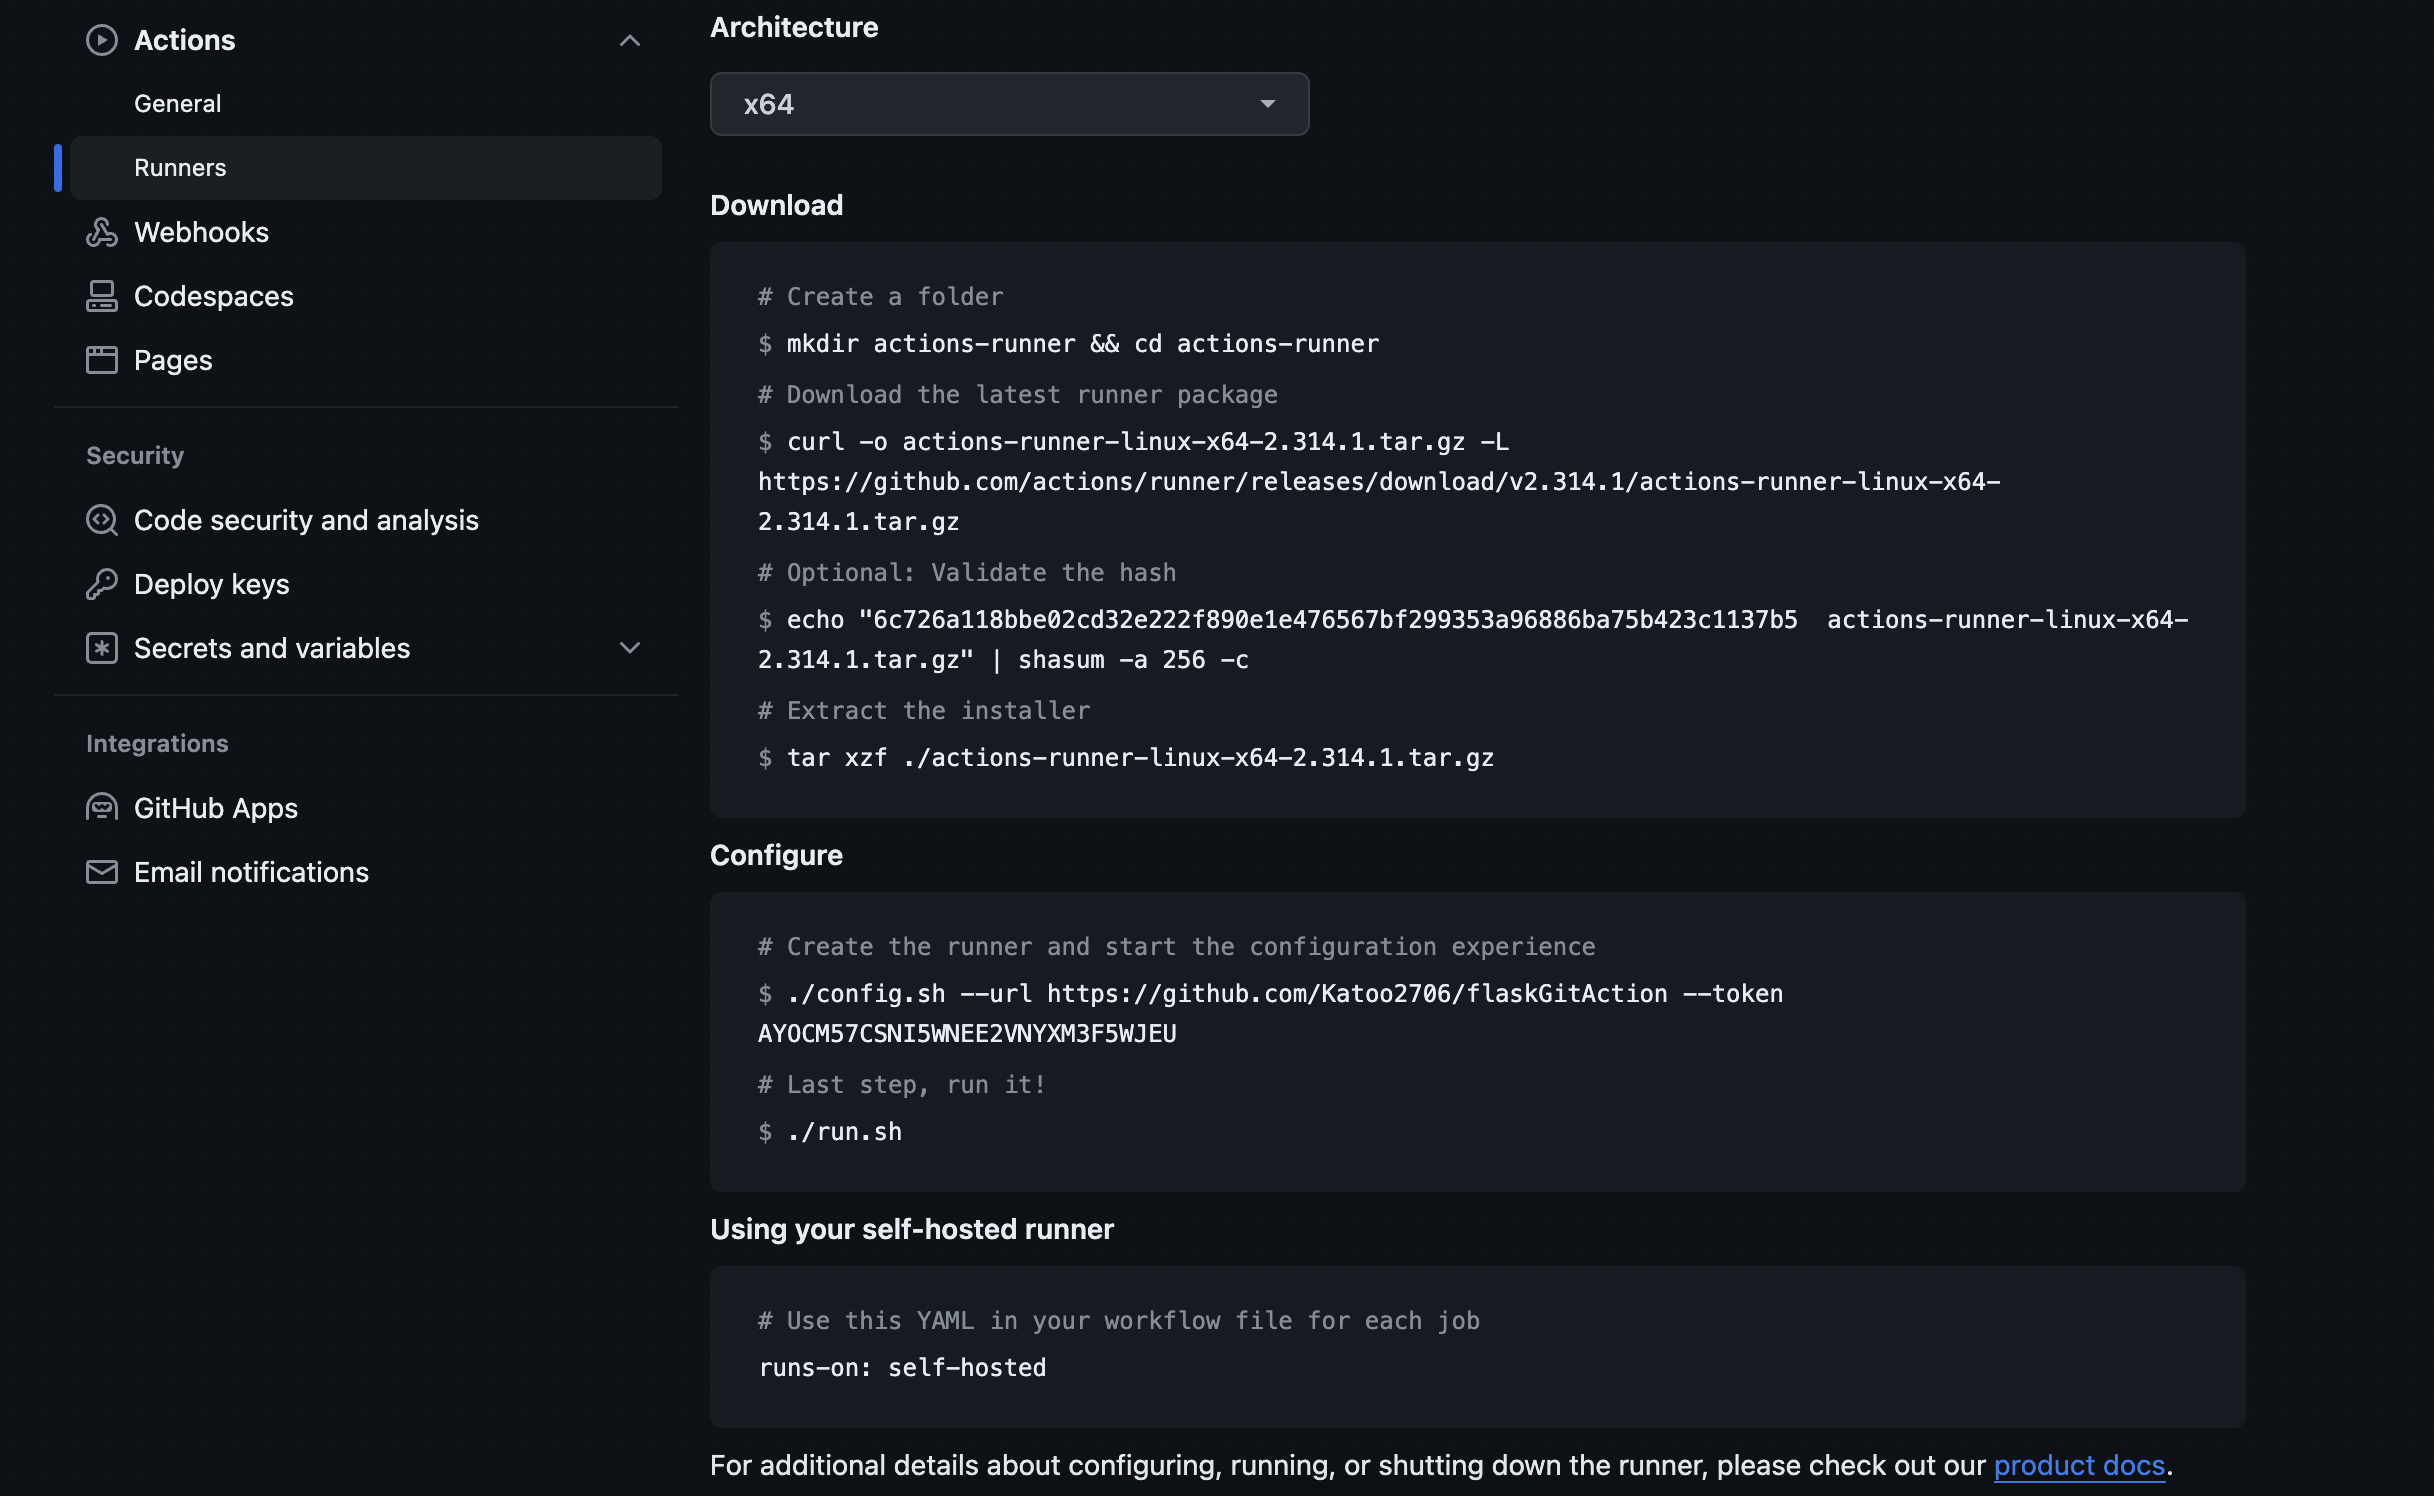 Actions
General
Runners
Webhooks
Codespaces
Pages
Security
Code security and analysis
Deploy keys
Secrets and variables
Integrations
GitHub Apps
Email notifications
Architecture
x64
Download
# Create a folder
$ mkdir actions-runner && cd actions-runner
# Download the latest runner package
$ curl -o actions-runner-linux-x64-2.314.1.tar.gz -L
https://github.com/actions/runner/releases/download/v2.314.1/actions-runner-linux-x64-
2.314.1.tar.gz
# Optional: Validate the hash
$ echo "6c726a118bbe02cd32e222f890e1e476567bf299353a96886ba75b423c1137b5  actions-runner-linux-x64-
2.314.1.tar.gz" | shasum -a 256 -c
# Extract the installer
$ tar xzf ./actions-runner-linux-x64-2.314.1.tar.gz
Configure
# Create the runner and start the configuration experience
$ ./config.sh --url https://github.com/Katoo2706/flaskGitAction --token
AYOCM57CSNI5WNEE2VNYXM3F5WJEU
# Last step, run it!
$ ./run.sh
Using your self-hosted runner
# Use this YAML in your workflow file for each job
runs-on: self-hosted
For additional details about configuring, running, or shutting down the runner, please check out our product docs.